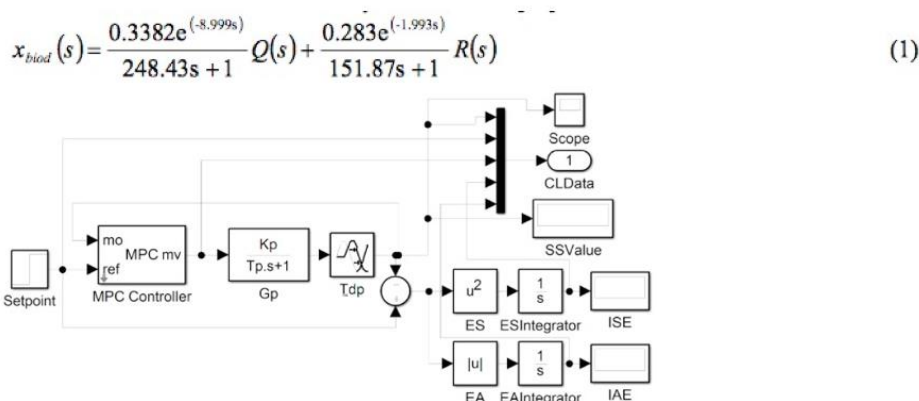 x_biod (s) = 0.3382e^(-8.999s) / 248.43s + 1 Q(s) + 0.283e^(-1.993s) / 151.87s + 1 R(s) (1)
Scope
1
CLData
SSValue
mo
MPC mv
ref
MPC Controller
Setpoint
Kp
Tp.s+1
Gp
Tdp
u²
ES
1
s
ESIntegrator
ISE
|u|
EA
1
s
EAIntegrator
IAE